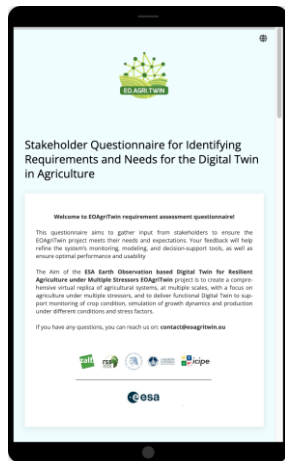 EO AGRI TWIN
Stakeholder Questionnaire for Identifying
Requirements and Needs for the Digital Twin
in Agriculture
Welcome to EOAgriTwin requirement assessment questionnaire!
This questionnaire aims to gather input from stakeholders to ensure the
EOAgriTwin project meets their needs and expectations. Your feedback will help
refine the system's monitoring, modeling, and decision-support tools, as well as
ensure optimal performance and usability
The Aim of the ESA Earth Observation based Digital Twin for Resilient
Agriculture under Multiple Stressors EOAgriTwin project is to create a compre-
hensive virtual replica of agricultural systems, at multiple scales, with a focus on
agriculture under multiple stressors, and to deliver functional Digital Twin to sup-
port monitoring of crop condition, simulation of growth dynamics and production
under different conditions and stress factors.
If you have any questions, you can reach us on: contact@eoagritwin.eu
zalf
icipe
esa